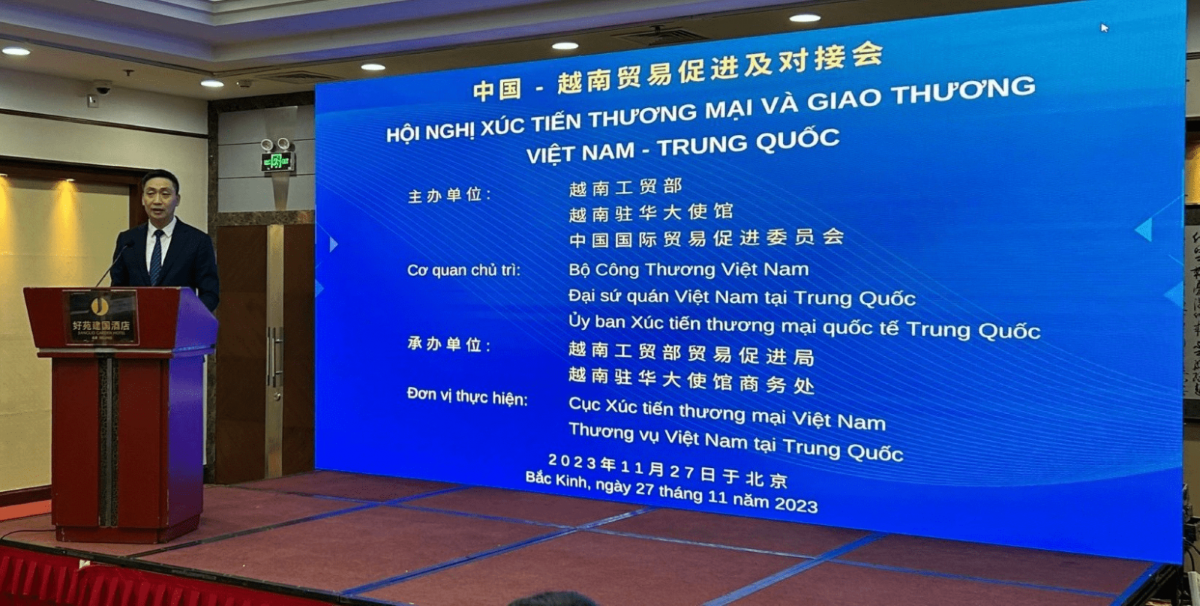 中国 - 越南贸易促进及对接会
HỘI NGHỊ XÚC TIẾN THƯƠNG MẠI VÀ GIAO THƯƠNG
VIỆT NAM - TRUNG QUỐC
主办单位: 越南工贸部
越南驻华大使馆
中国国际贸易促进委员会
Cơ quan chủ trì: Bộ Công Thương Việt Nam
Đại sứ quán Việt Nam tại Trung Quốc
Ủy ban Xúc tiến thương mại quốc tế Trung Quốc
承办单位: 越南工贸部贸易促进局
越南驻华大使馆商务处
Đơn vị thực hiện: Cục Xúc tiến thương mại Việt Nam
Thương vụ Việt Nam tại Trung Quốc
2023年11月27日于北京
Bắc Kinh, ngày 27 tháng 11 năm 2023
好苑建国酒店